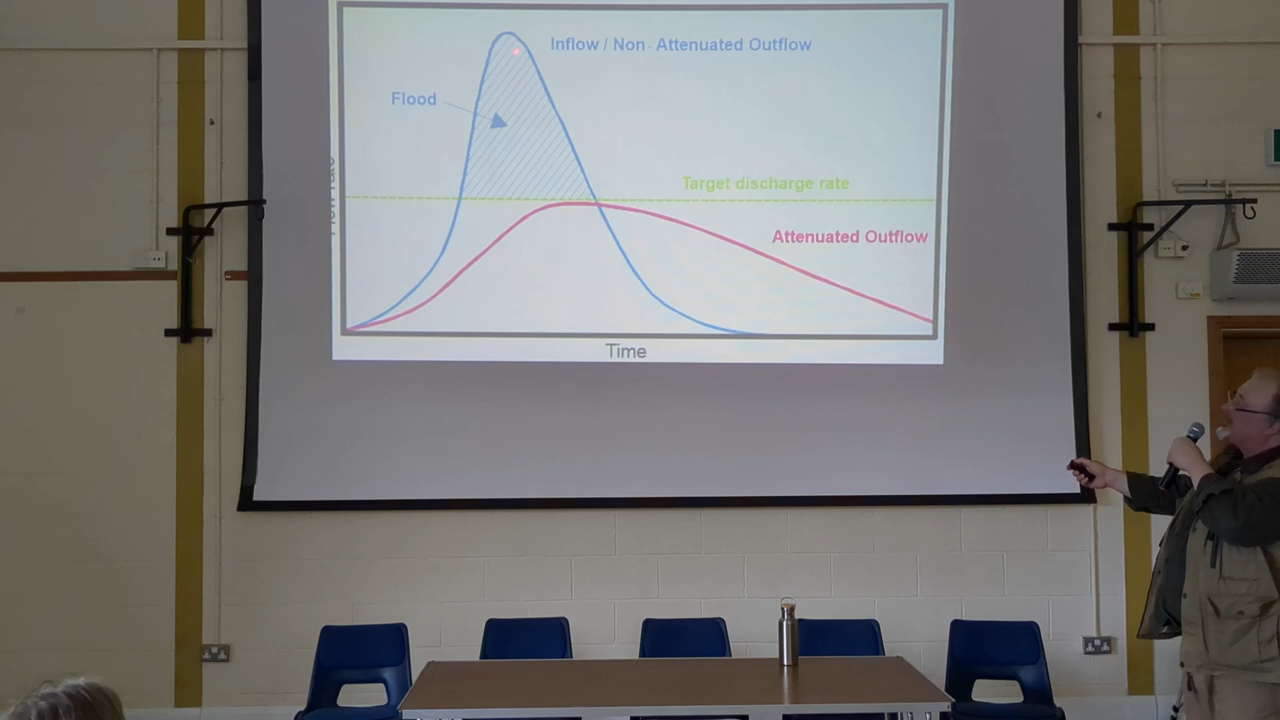 Inflow / Non- Attenuated Outflow
Flood
Target discharge rate
Attenuated Outflow
Time